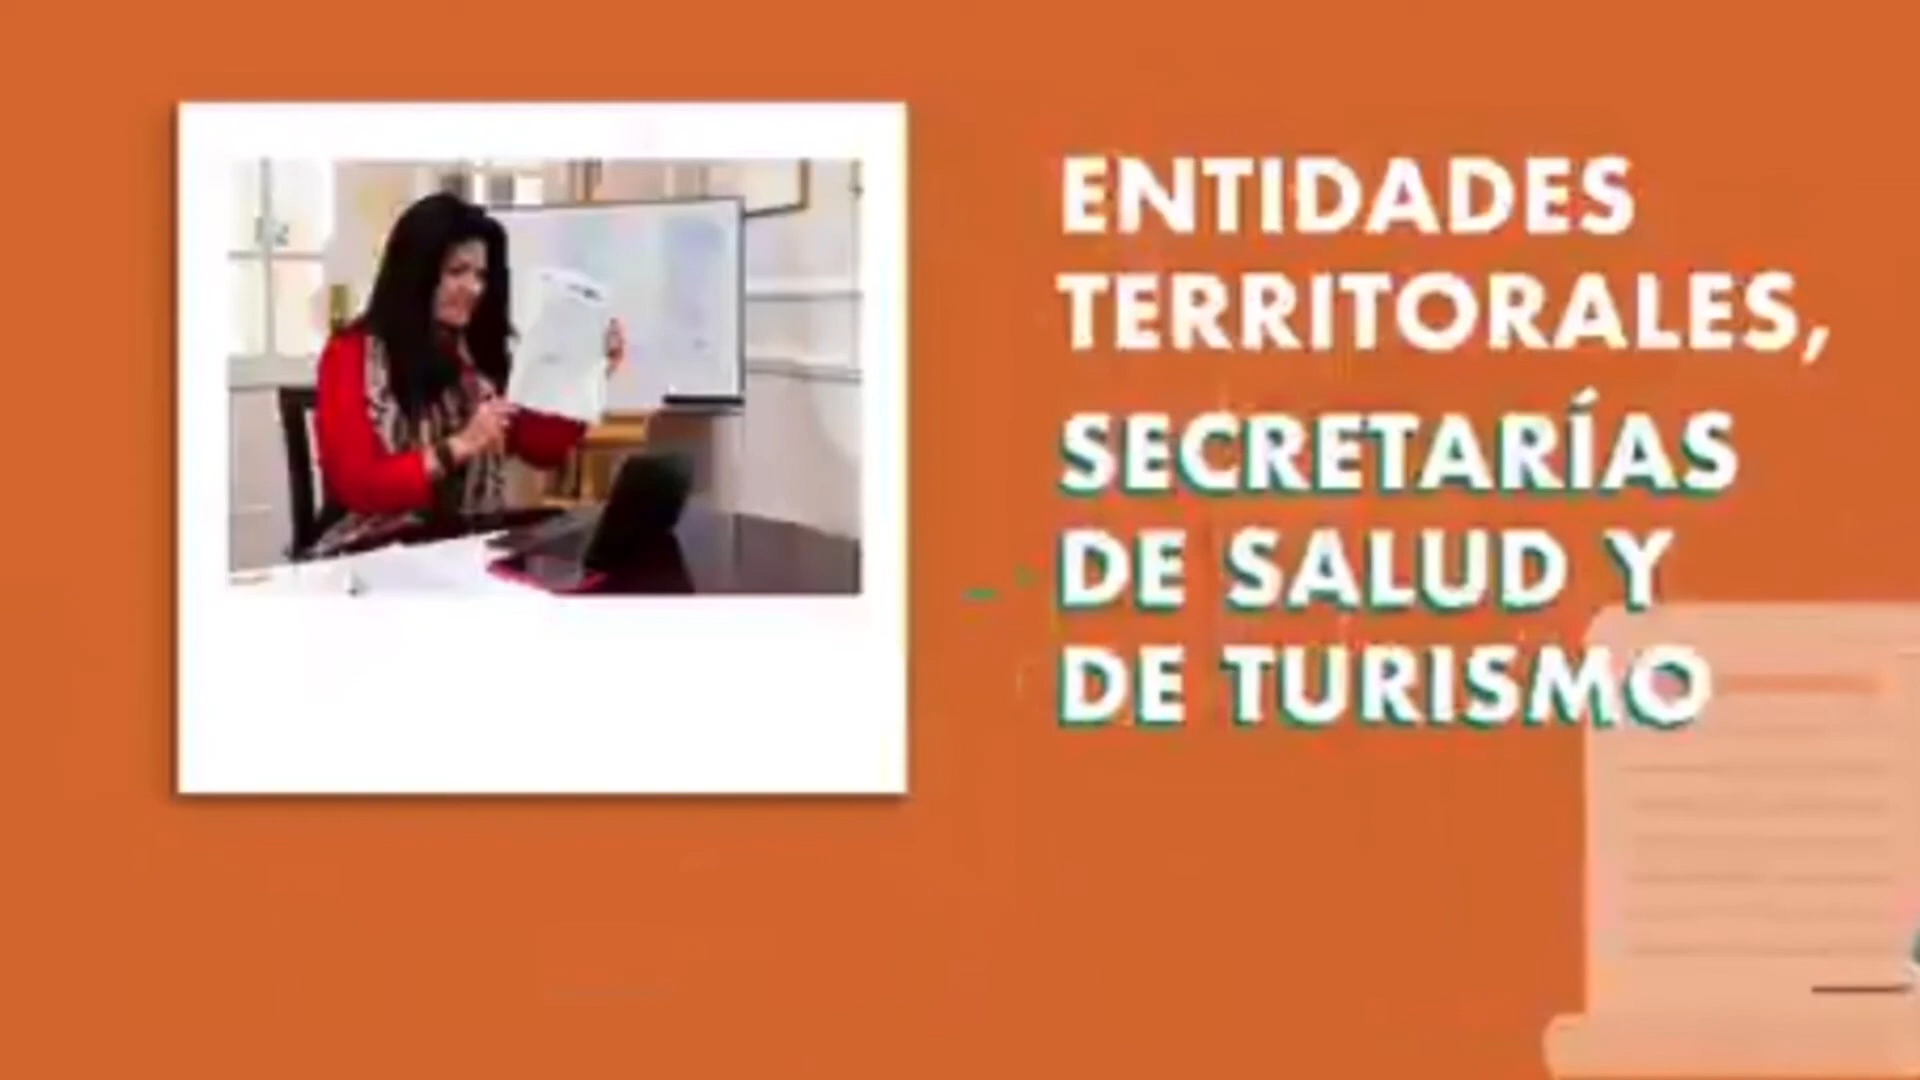 ENTIDADES
TERRITORALES,
SECRETARÍAS
DE SALUD Y
DE TURISMO